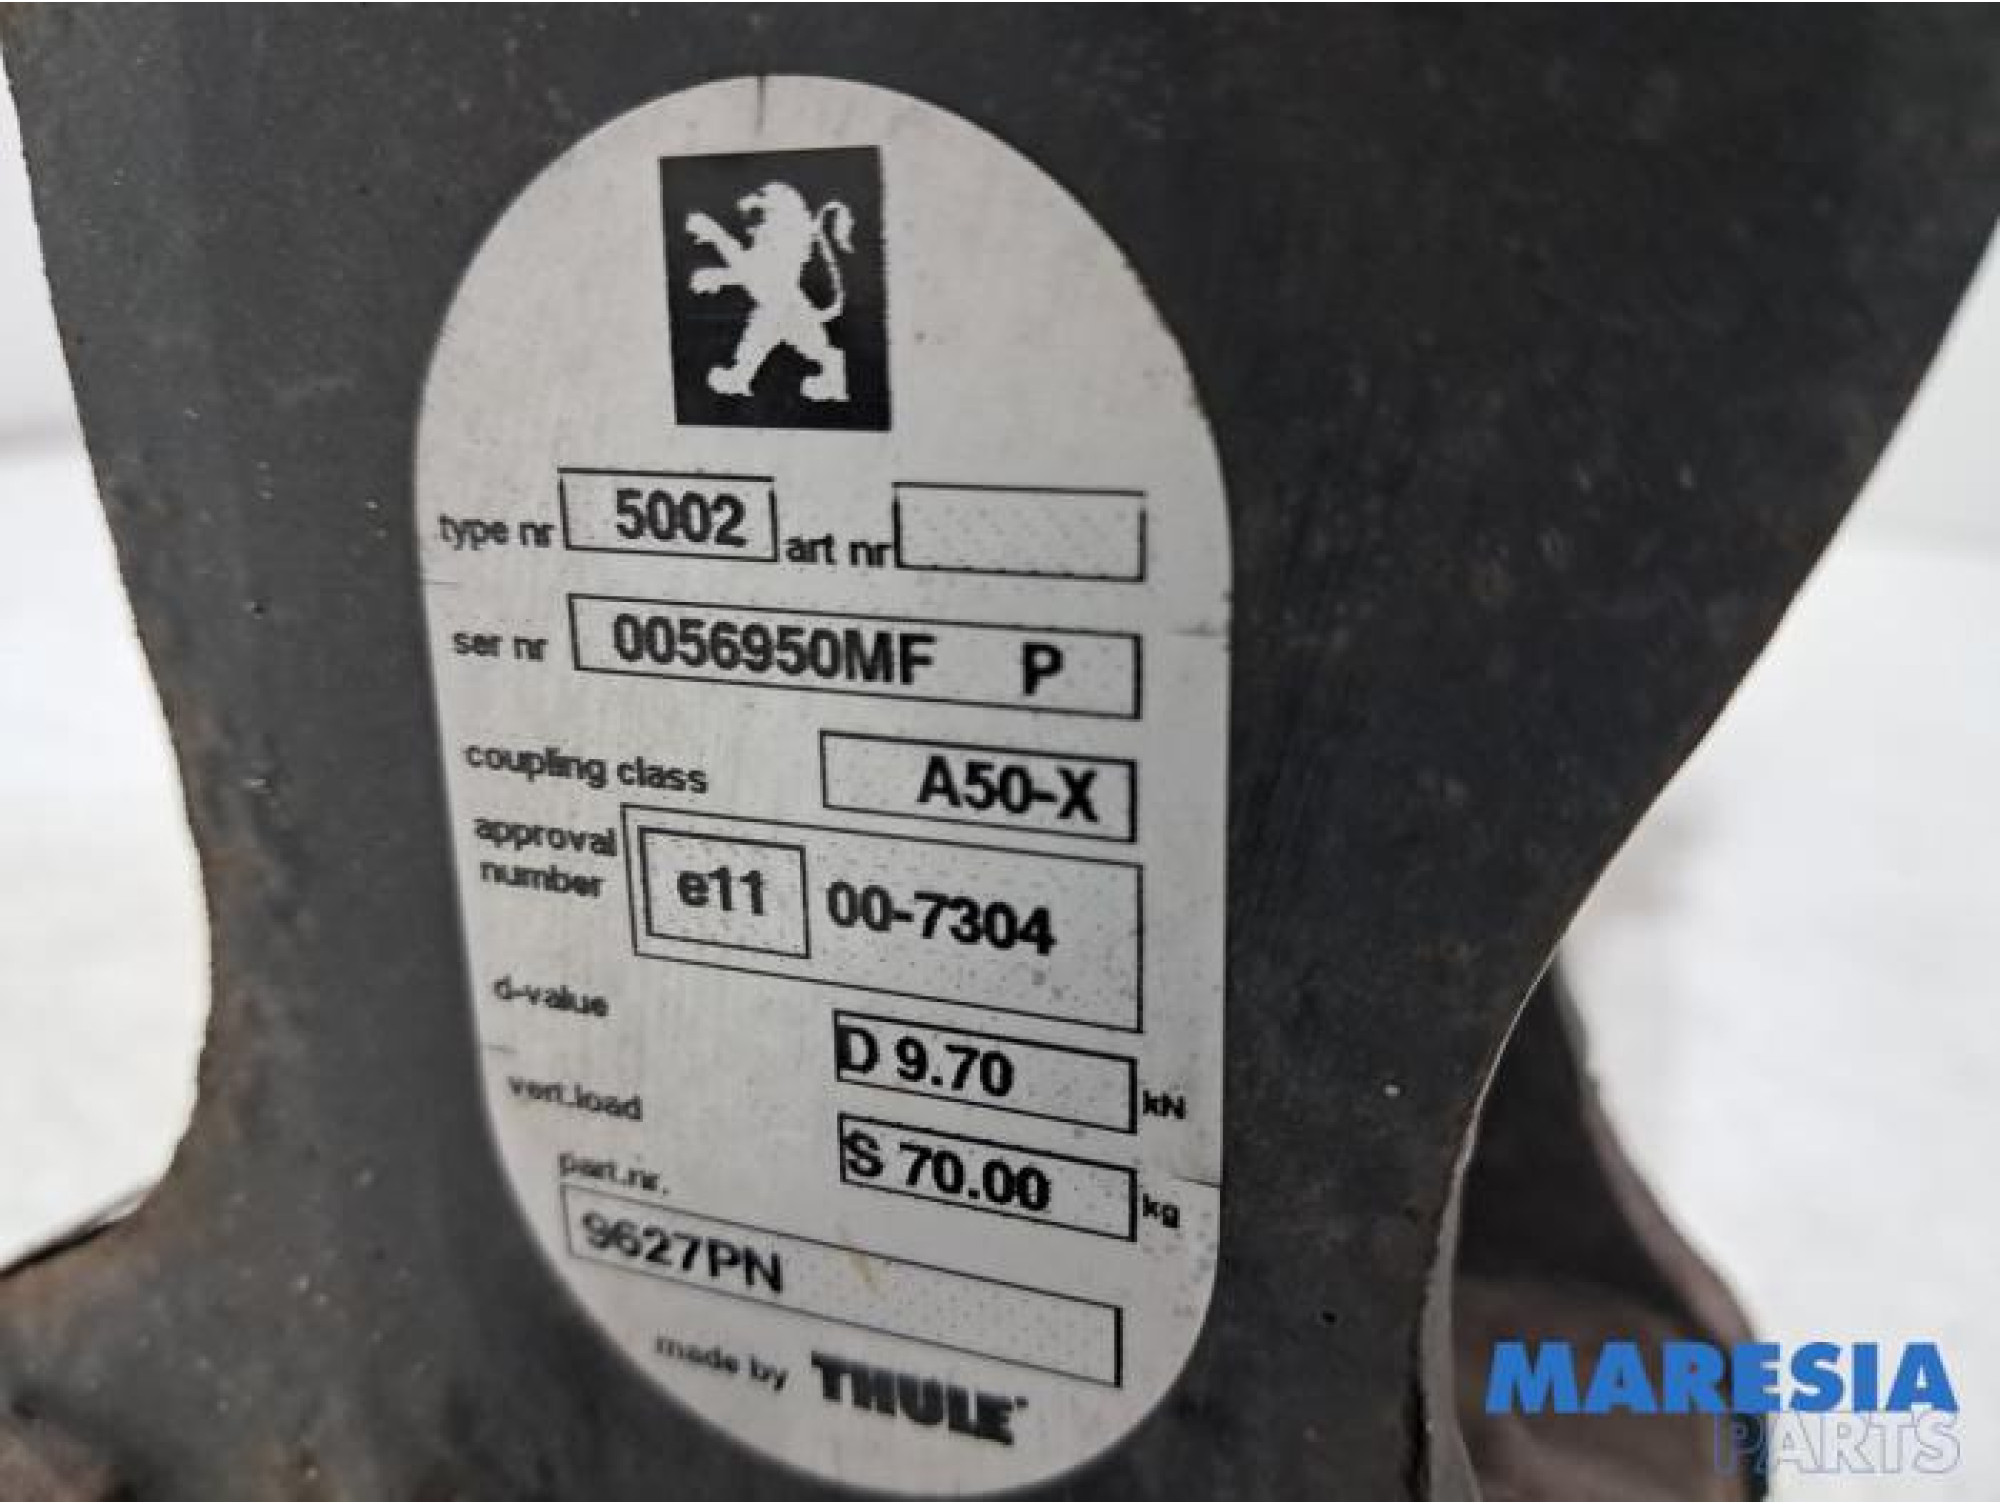 type nr 5002 art nr
ser nr 0056950MF P
coupling class A50-X
approval number e11 00-7304
d-value D 9.70 kN
vert.load S 70.00 kg
part.nr.
9627PN
made by THULE
MARESIA
PARTS